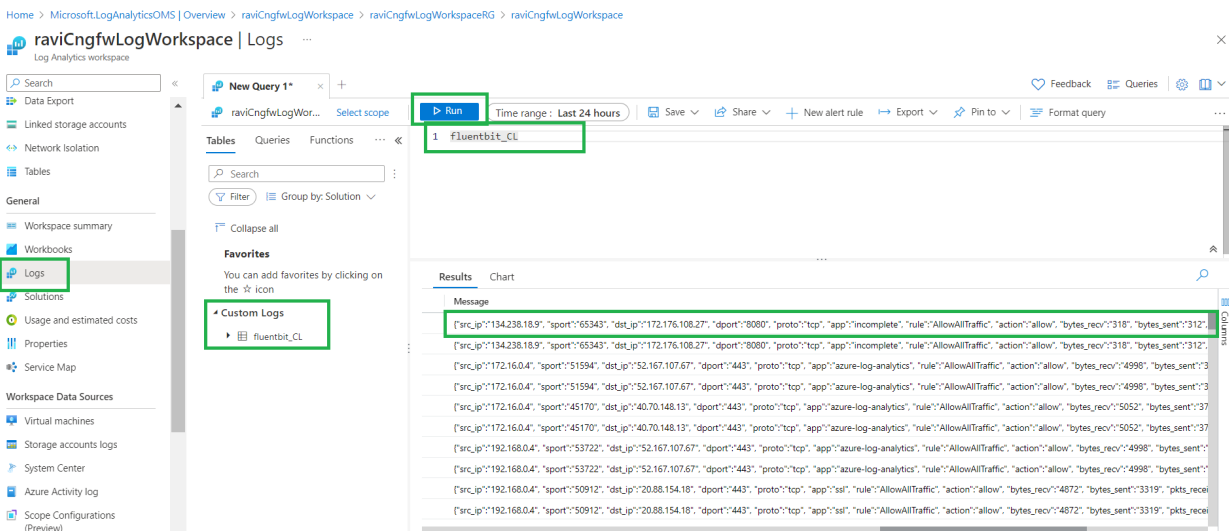 Home > Microsoft.LogAnalyticsOMS | Overview > raviCngfwLogWorkspace > raviCngfwLogWorkspaceRG > raviCngfwLogWorkspace
raviCngfwLogWorkspace | Logs ...
Log Analytics workspace
Search
Data Export
Linked storage accounts
Network Isolation
Tables
General
Workspace summary
Workbooks
Logs
Solutions
Usage and estimated costs
Properties
Service Map
Workspace Data Sources
Virtual machines
Storage accounts logs
System Center
Azure Activity log
Scope Configurations
(Preview)
New Query 1*
Feedback
Queries
raviCngfwLogWor...
Select scope
Run
Time range : Last 24 hours
Save
Share
New alert rule
Export
Pin to
Format query
Tables
Queries
Functions
Search
Filter
Group by: Solution
Collapse all
Favorites
You can add favorites by clicking on
the ☆ icon
Custom Logs
fluentbit_CL
1 fluentbit_CL
Results
Chart
Message
{"src_ip":"134.238.18.9", "sport":"65343", "dst_ip":"172.176.108.27", "dport":"8080", "proto":"tcp", "app":"incomplete", "rule":"AllowAllTraffic", "action":"allow", "bytes_recv":"318", "bytes_sent":"312",
{"src_ip":"134.238.18.9", "sport":"65343", "dst_ip":"172.176.108.27", "dport":"8080", "proto":"tcp", "app":"incomplete", "rule":"AllowAllTraffic", "action":"allow", "bytes_recv":"318", "bytes_sent":"312",
{"src_ip":"172.16.0.4", "sport":"51594", "dst_ip":"52.167.107.67", "dport":"443", "proto":"tcp", "app":"azure-log-analytics", "rule":"AllowAllTraffic", "action":"allow", "bytes_recv":"4998", "bytes_sent":"3
{"src_ip":"172.16.0.4", "sport":"51594", "dst_ip":"52.167.107.67", "dport":"443", "proto":"tcp", "app":"azure-log-analytics", "rule":"AllowAllTraffic", "action":"allow", "bytes_recv":"4998", "bytes_sent":"3
{"src_ip":"172.16.0.4", "sport":"45170", "dst_ip":"40.70.148.13", "dport":"443", "proto":"tcp", "app":"azure-log-analytics", "rule":"AllowAllTraffic", "action":"allow", "bytes_recv":"5052", "bytes_sent":"37
{"src_ip":"172.16.0.4", "sport":"45170", "dst_ip":"40.70.148.13", "dport":"443", "proto":"tcp", "app":"azure-log-analytics", "rule":"AllowAllTraffic", "action":"allow", "bytes_recv":"5052", "bytes_sent":"37
{"src_ip":"192.168.0.4", "sport":"53722", "dst_ip":"52.167.107.67", "dport":"443", "proto":"tcp", "app":"azure-log-analytics", "rule":"AllowAllTraffic", "action":"allow", "bytes_recv":"4998", "bytes_sent":"
{"src_ip":"192.168.0.4", "sport":"53722", "dst_ip":"52.167.107.67", "dport":"443", "proto":"tcp", "app":"azure-log-analytics", "rule":"AllowAllTraffic", "action":"allow", "bytes_recv":"4998", "bytes_sent":"
{"src_ip":"192.168.0.4", "sport":"50912", "dst_ip":"20.88.154.18", "dport":"443", "proto":"tcp", "app":"ssl", "rule":"AllowAllTraffic", "action":"allow", "bytes_recv":"4872", "bytes_sent":"3319", "pkts_recei
{"src_ip":"192.168.0.4", "sport":"50912", "dst_ip":"20.88.154.18", "dport":"443", "proto":"tcp", "app":"ssl", "rule":"AllowAllTraffic", "action":"allow", "bytes_recv":"4872", "bytes_sent":"3319", "pkts_recei
Columns